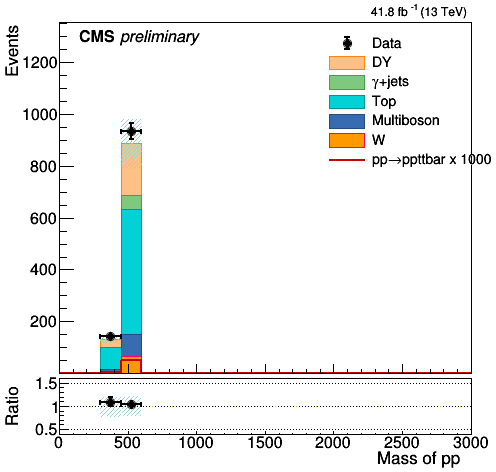 41.8 fb⁻¹ (13 TeV)
CMS preliminary
Events
1200
1000
800
600
400
200
Data
DY
γ+jets
Top
Multiboson
W
pp→ppttbar x 1000
Ratio
1.5
1
0.5
0 500 1000 1500 2000 2500 3000
Mass of pp